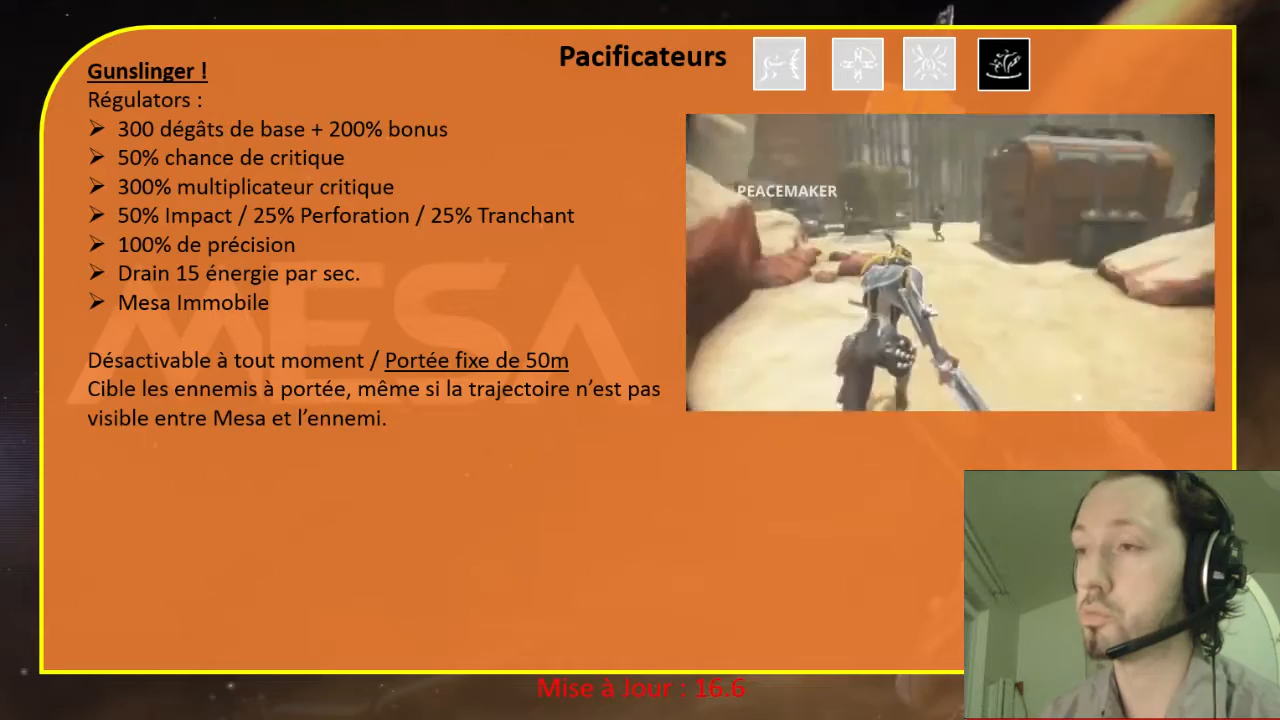 Pacificateurs
Gunslinger !
Régulators :
300 dégâts de base + 200% bonus
50% chance de critique
300% multiplicateur critique
50% Impact / 25% Perforation / 25% Tranchant
100% de précision
Drain 15 énergie par sec.
Mesa Immobile
Désactivable à tout moment / Portée fixe de 50m
Cible les ennemis à portée, même si la trajectoire n’est pas
visible entre Mesa et l’ennemi.
PEACEMAKER
MESA
Mise à Jour : 16.6